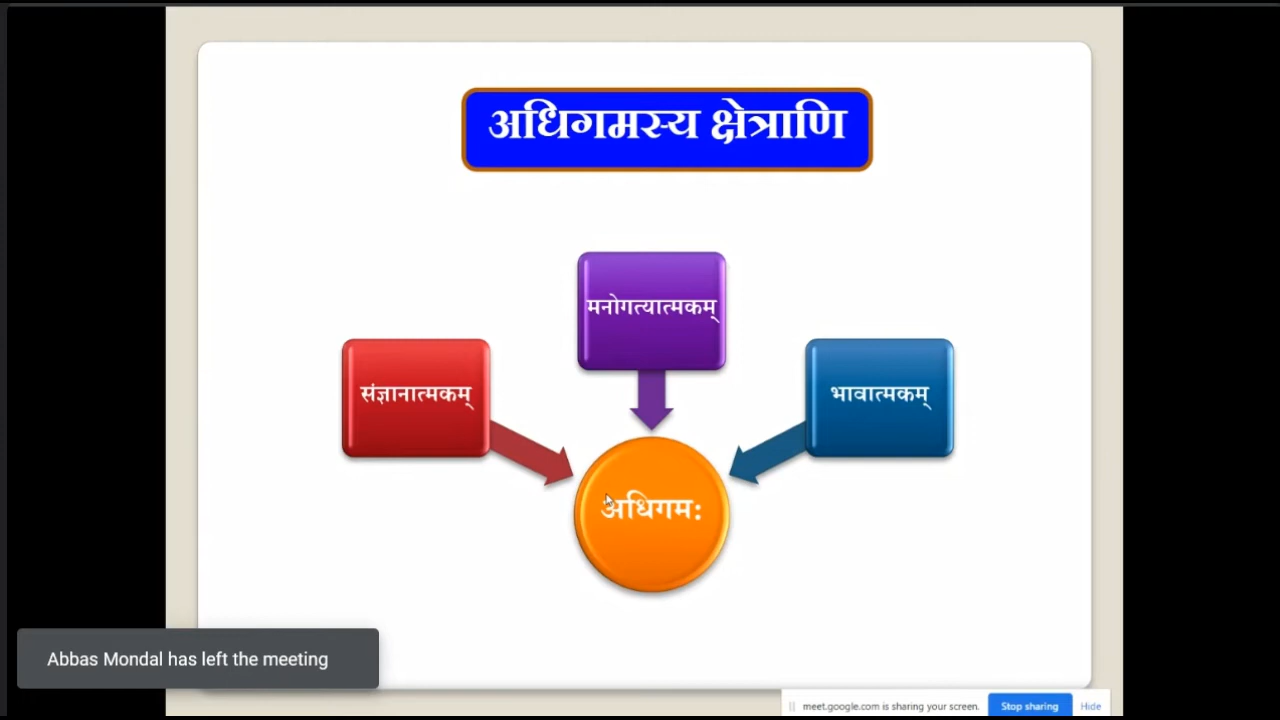 अधिगमस्य क्षेत्राणि
मनोगत्यात्मकम्
संज्ञानात्मकम्
भावात्मकम्
अधिगमः
Abbas Mondal has left the meeting
meet.google.com is sharing your screen.
Stop sharing
Hide